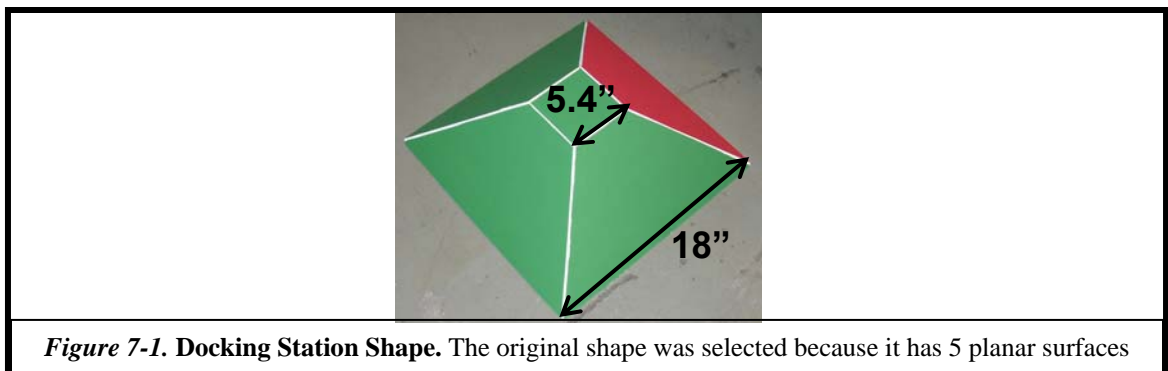 5.4”
18”
Figure 7-1. Docking Station Shape. The original shape was selected because it has 5 planar surfaces